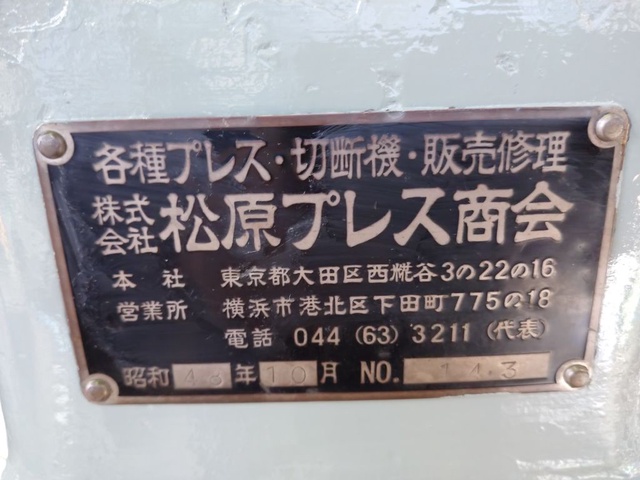 各種プレス・切断機・販売修理
株式会社 松原プレス商会
本社 東京都大田区西糀谷3の22の16
営業所 横浜市港北区下田町775の18
電話 044 (63) 3211 (代表)
昭和 43 年 10 月 NO. 143